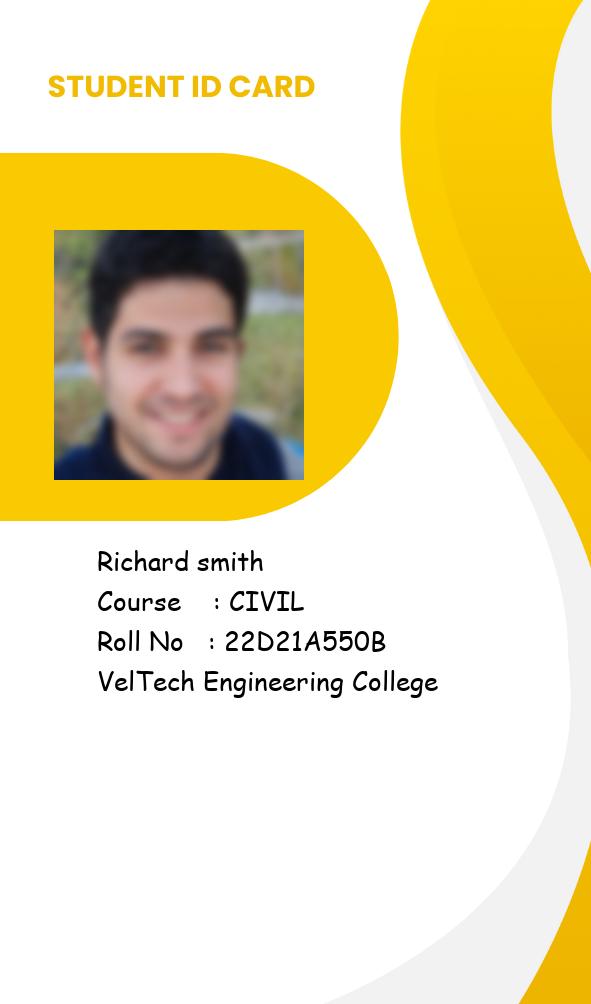 STUDENT ID CARD
Richard smith
Course : CIVIL
Roll No : 22D21A550B
VelTech Engineering College